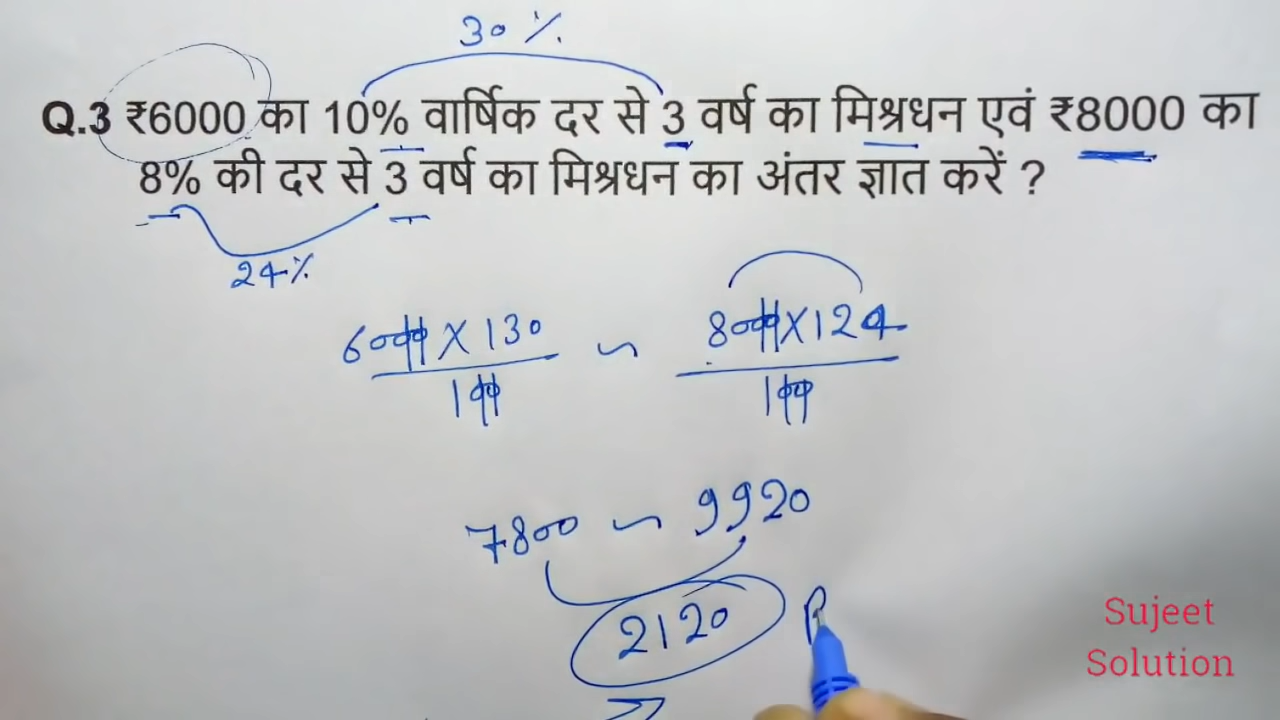 30 %
Q.3 ₹6000 का 10% वार्षिक दर से 3 वर्ष का मिश्रधन एवं ₹8000 का
8% की दर से 3 वर्ष का मिश्रधन का अंतर ज्ञात करें ?
24%
6000 X 130 ∽ 8000 X 124
100 100
7800 ∽ 9920
2120
Sujeet
Solution